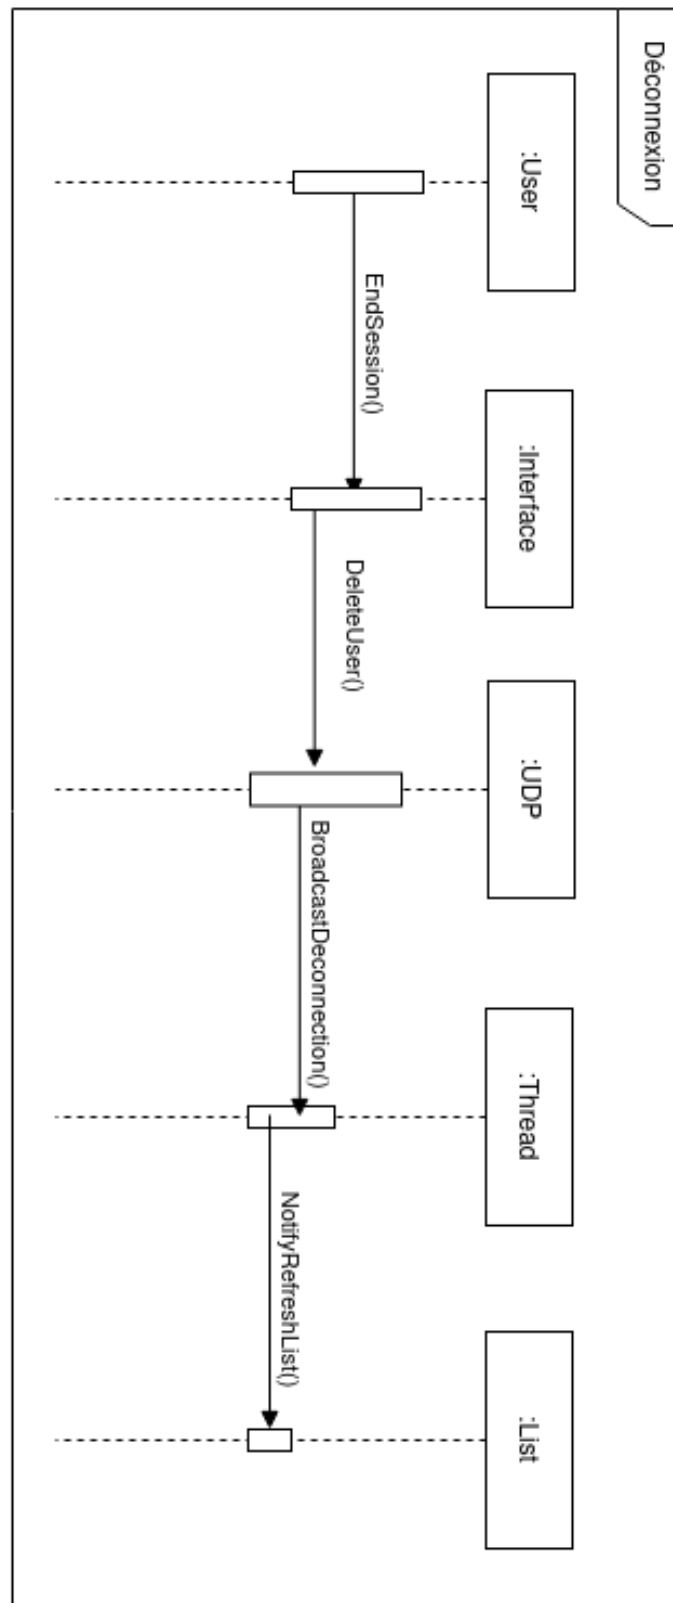 Déconnexion
:User
:Interface
:UDP
:Thread
:List
EndSession()
DeleteUser()
BroadcastDeconnection()
NotifyRefreshList()